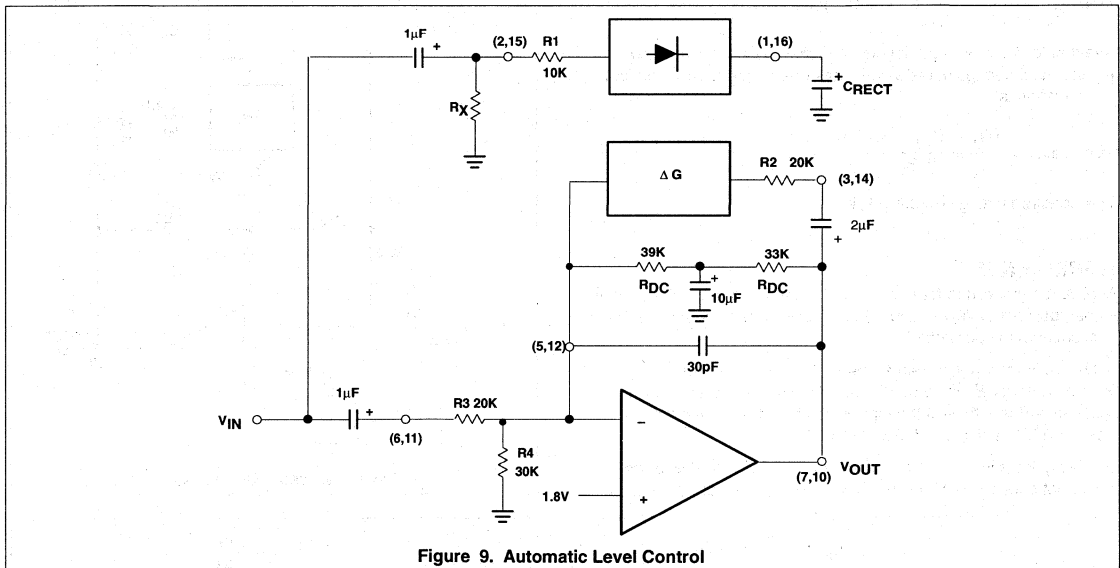 1µF
+
(2,15)
R1
10K
(1,16)
+
CRECT
RX
Δ G
R2 20K
(3,14)
2µF
+
39K
33K
RDC
+
10µF
RDC
(5,12)
30pF
1µF
+
R3 20K
VIN
(6,11)
−
R4
30K
VOUT
(7,10)
1.8V
+
Figure 9. Automatic Level Control